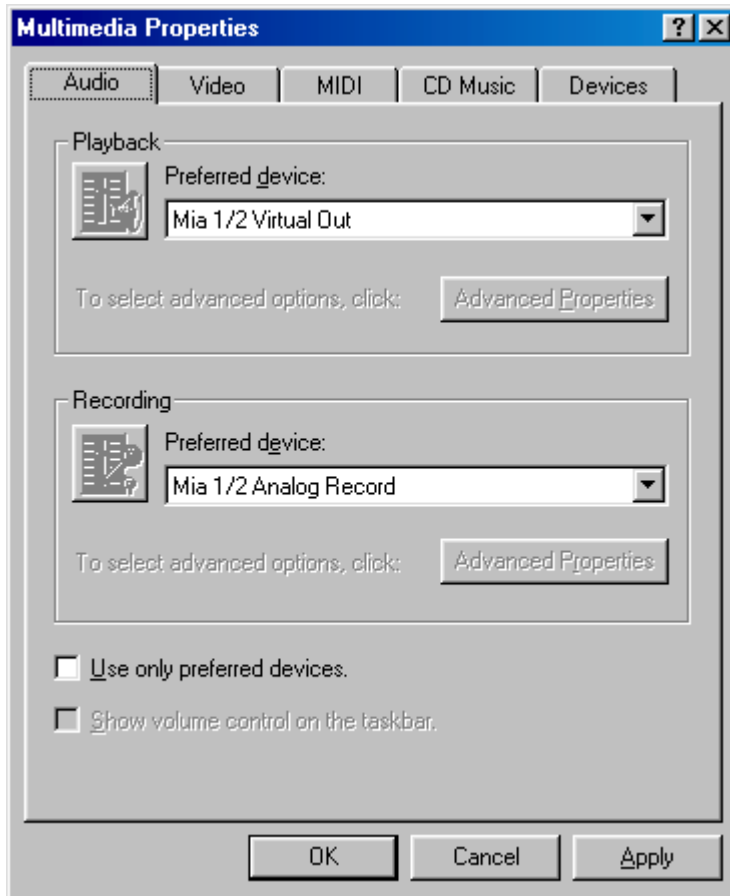 Multimedia Properties
Audio Video MIDI CD Music Devices
Playback
Preferred device:
Mia 1/2 Virtual Out
To select advanced options, click: Advanced Properties
Recording
Preferred device:
Mia 1/2 Analog Record
To select advanced options, click: Advanced Properties
Use only preferred devices.
Show volume control on the taskbar.
OK Cancel Apply